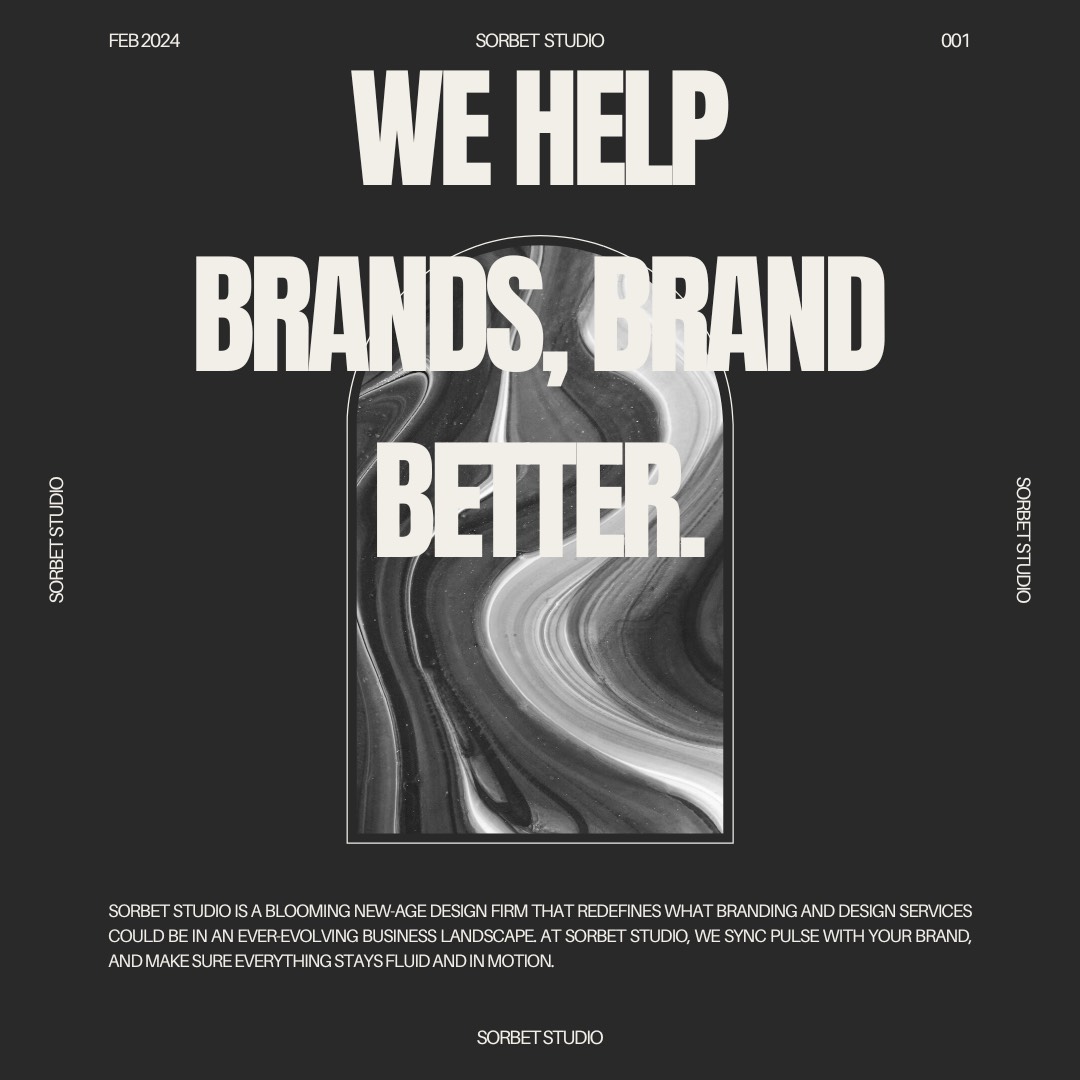 FEB 2024
SORBET STUDIO
001
WE HELP
BRANDS, BRAND
BETTER.
SORBET STUDIO
SORBET STUDIO
SORBET STUDIO IS A BLOOMING NEW-AGE DESIGN FIRM THAT REDEFINES WHAT BRANDING AND DESIGN SERVICES
COULD BE IN AN EVER-EVOLVING BUSINESS LANDSCAPE. AT SORBET STUDIO, WE SYNC PULSE WITH YOUR BRAND,
AND MAKE SURE EVERYTHING STAYS FLUID AND IN MOTION.
SORBET STUDIO